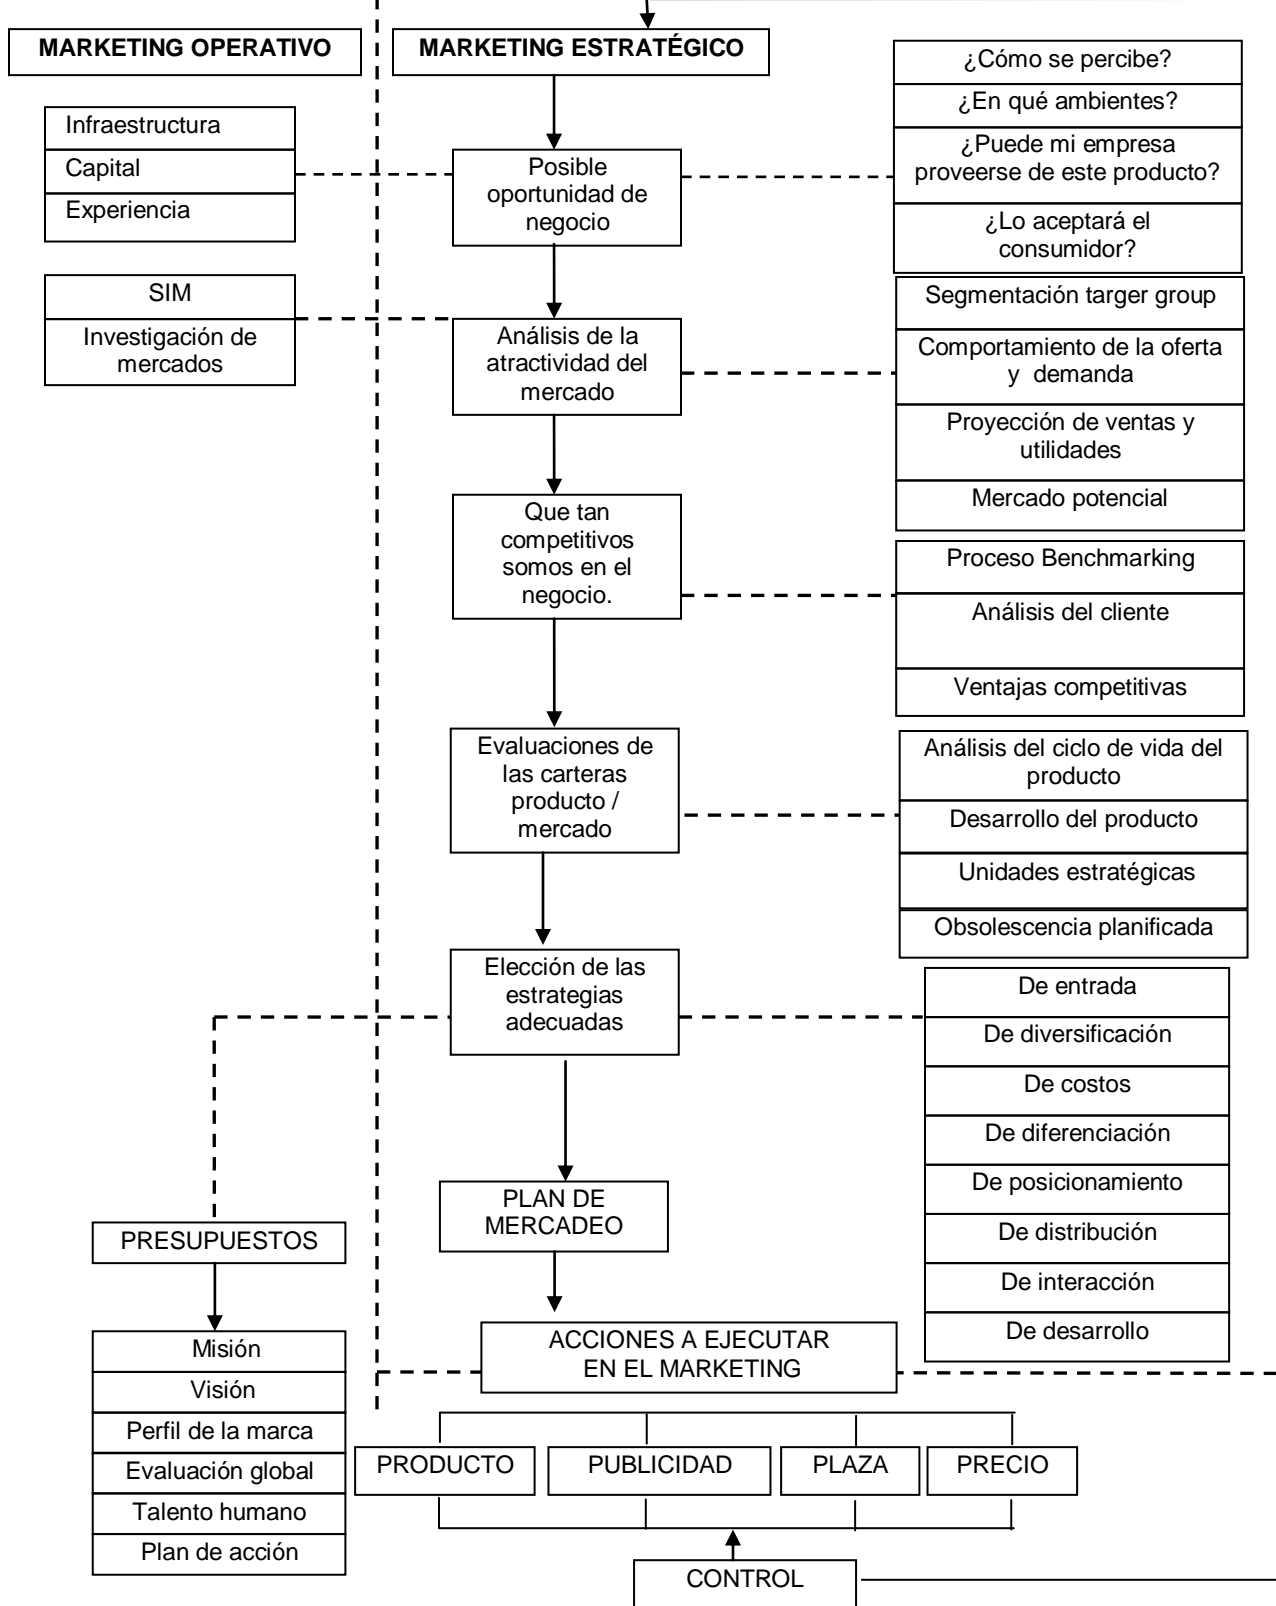 MARKETING OPERATIVO
MARKETING ESTRATÉGICO
¿Cómo se percibe?
¿En qué ambientes?
¿Puede mi empresa
proveerse de este producto?
¿Lo aceptará el
consumidor?
Infraestructura
Capital
Experiencia
Posible
oportunidad de
negocio
SIM
Investigación de
mercados
Análisis de la
atractividad del
mercado
Segmentación targer group
Comportamiento de la oferta
y demanda
Proyección de ventas y
utilidades
Mercado potencial
Que tan
competitivos
somos en el
negocio.
Proceso Benchmarking
Análisis del cliente
Ventajas competitivas
Evaluaciones de
las carteras
producto /
mercado
Análisis del ciclo de vida del
producto
Desarrollo del producto
Unidades estratégicas
Obsolescencia planificada
Elección de las
estrategias
adecuadas
De entrada
De diversificación
De costos
De diferenciación
De posicionamiento
De distribución
De interacción
De desarrollo
PLAN DE
MERCADEO
PRESUPUESTOS
Misión
Visión
Perfil de la marca
Evaluación global
Talento humano
Plan de acción
ACCIONES A EJECUTAR
EN EL MARKETING
PRODUCTO
PUBLICIDAD
PLAZA
PRECIO
CONTROL